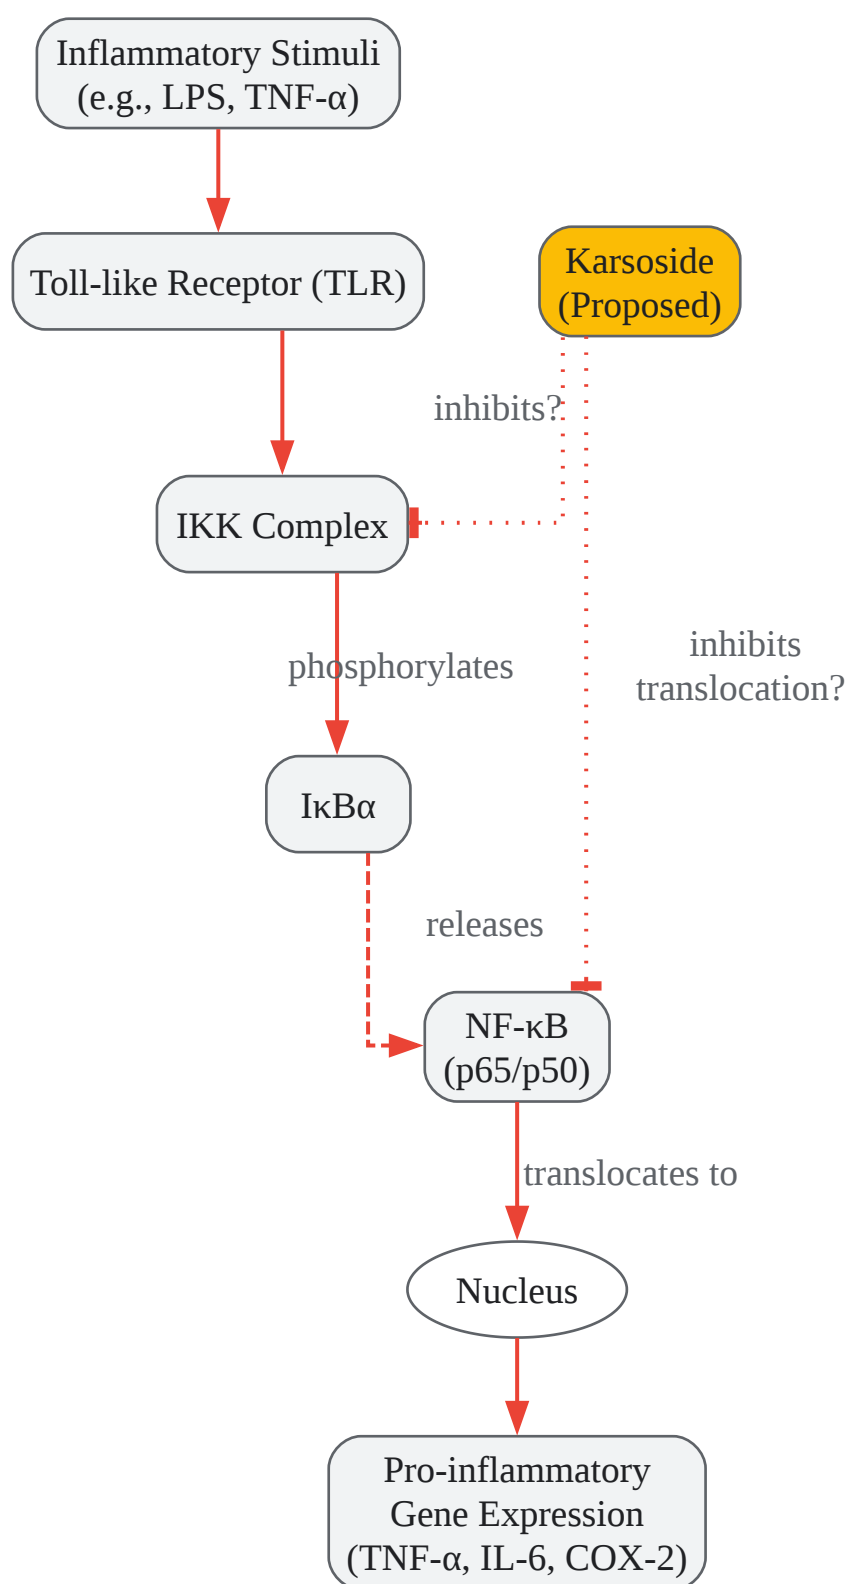 Inflammatory Stimuli
(e.g., LPS, TNF-α)
Toll-like Receptor (TLR)
Karsoside
(Proposed)
inhibits?
IKK Complex
phosphorylates
inhibits
translocation?
IκBα
releases
NF-κB
(p65/p50)
translocates to
Nucleus
Pro-inflammatory
Gene Expression
(TNF-α, IL-6, COX-2)